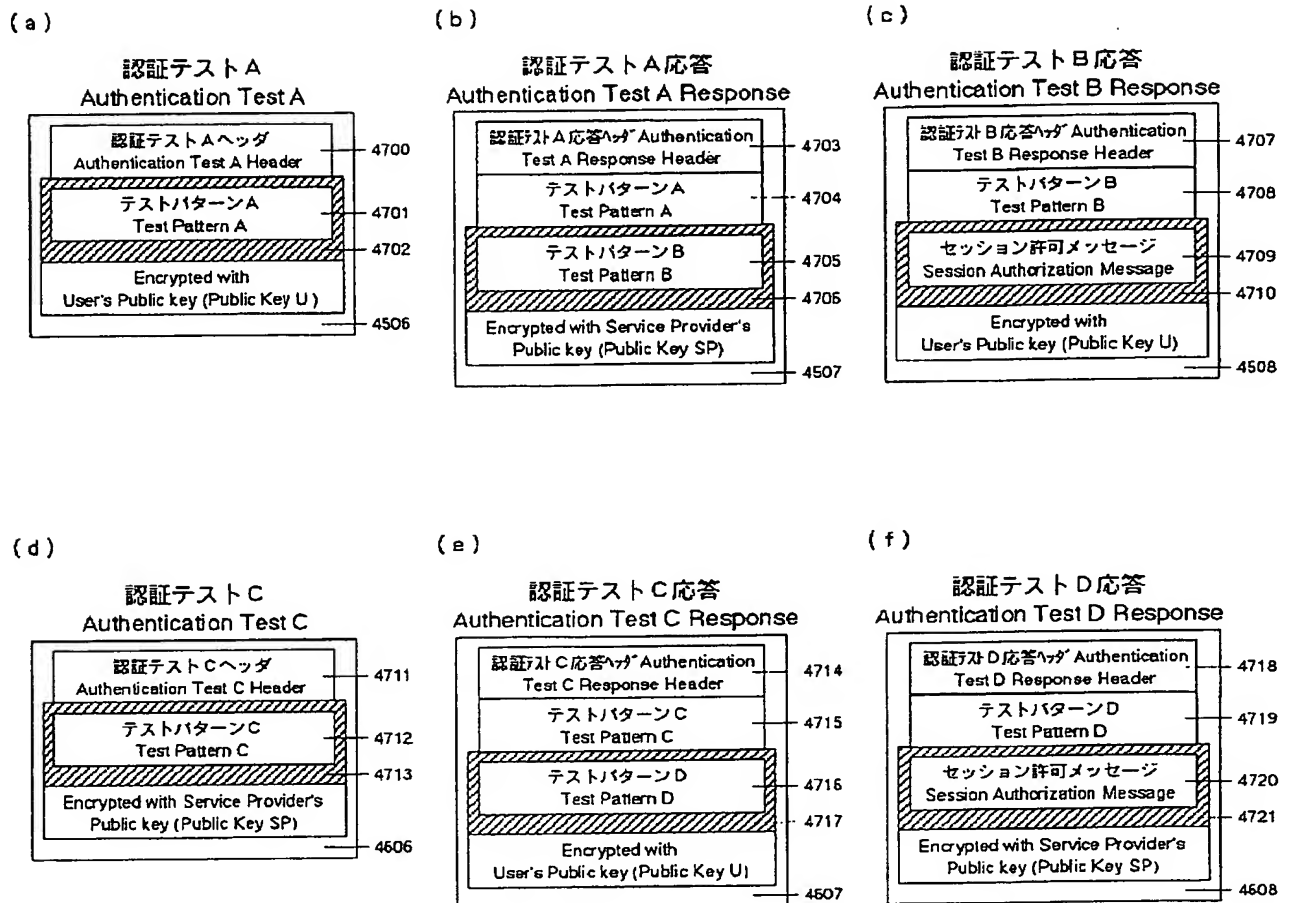 (a)
認証テストA
Authentication Test A
認証テストAヘッダ
Authentication Test A Header
4700
テストパターンA
Test Pattern A
4701
4702
Encrypted with
User's Public key (Public Key U )
4506
(b)
認証テストA応答
Authentication Test A Response
認証テストA応答ヘッダ Authentication
Test A Response Header
4703
テストパターンA
Test Pattern A
4704
テストパターンB
Test Pattern B
4705
4706
Encrypted with Service Provider's
Public key (Public Key SP)
4507
(c)
認証テストB応答
Authentication Test B Response
認証テストB応答ヘッダ Authentication
Test B Response Header
4707
テストパターンB
Test Pattern B
4708
セッション許可メッセージ
Session Authorization Message
4709
4710
Encrypted with
User's Public key (Public Key U)
4508
(d)
認証テストC
Authentication Test C
認証テストCヘッダ
Authentication Test C Header
4711
テストパターンC
Test Pattern C
4712
4713
Encrypted with Service Provider's
Public key (Public Key SP)
4606
(e)
認証テストC応答
Authentication Test C Response
認証テストC応答ヘッダ Authentication
Test C Response Header
4714
テストパターンC
Test Pattern C
4715
テストパターンD
Test Pattern D
4716
4717
Encrypted with
User's Public key (Public Key U)
4607
(f)
認証テストD応答
Authentication Test D Response
認証テストD応答ヘッダ Authentication
Test D Response Header
4718
テストパターンD
Test Pattern D
4719
セッション許可メッセージ
Session Authorization Message
4720
4721
Encrypted with Service Provider's
Public key (Public Key SP)
4608